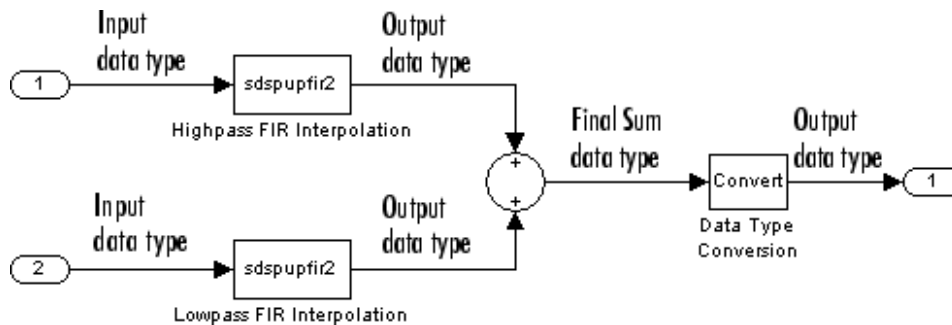 Input
data type
1
sdspupfir2
Highpass FIR Interpolation
Output
data type
+
+
Final Sum
data type
Convert
Data Type
Conversion
Output
data type
1
Input
data type
2
sdspupfir2
Lowpass FIR Interpolation
Output
data type